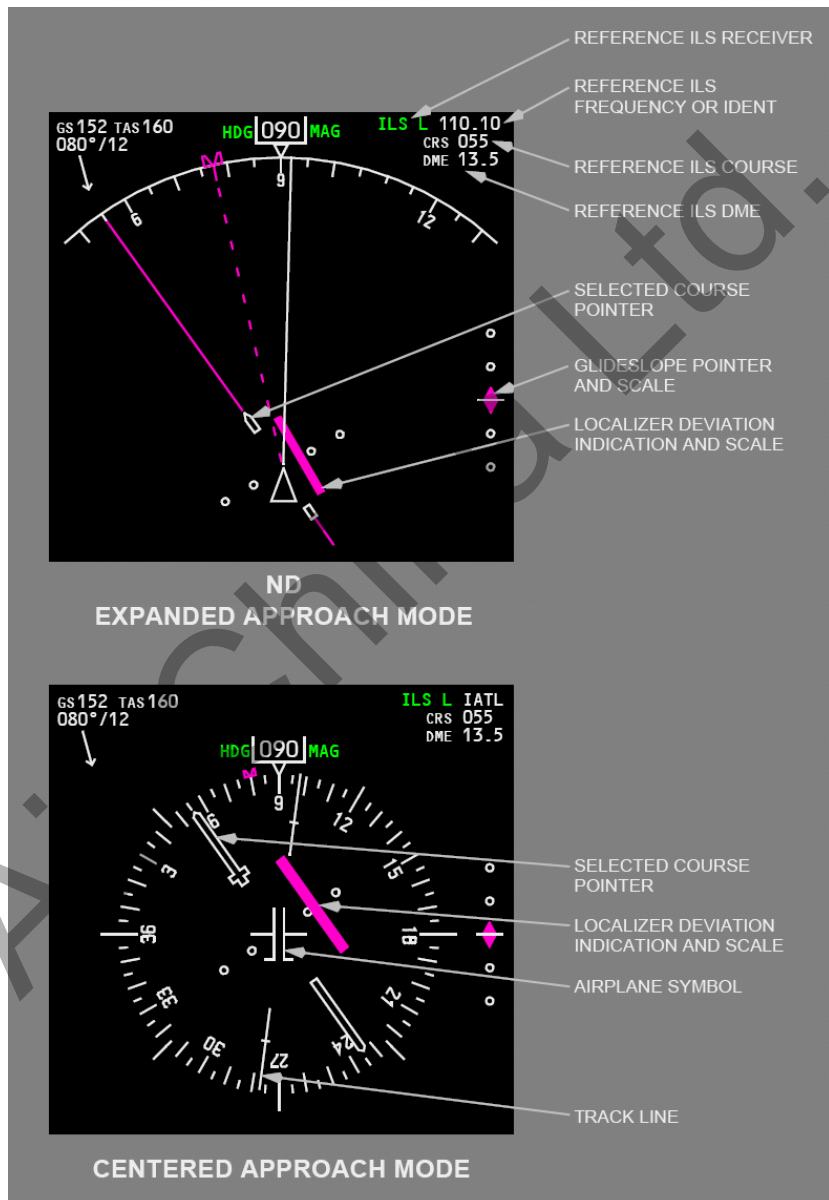 REFERENCE ILS RECEIVER
REFERENCE ILS
FREQUENCY OR IDENT
REFERENCE ILS COURSE
REFERENCE ILS DME
SELECTED COURSE
POINTER
GLIDESLOPE POINTER
AND SCALE
LOCALIZER DEVIATION
INDICATION AND SCALE
GS 152 TAS 160
080°/12
HDG 090 MAG
ILS L 110.10
CRS 055
DME 13.5
6
9
12
ND
EXPANDED APPROACH MODE
GS 152 TAS 160
080°/12
HDG 090 MAG
ILS L IATL
CRS 055
DME 13.5
3
6
9
12
15
18
21
24
27
30
33
36
SELECTED COURSE
POINTER
LOCALIZER DEVIATION
INDICATION AND SCALE
AIRPLANE SYMBOL
TRACK LINE
CENTERED APPROACH MODE
Air China Ltd.